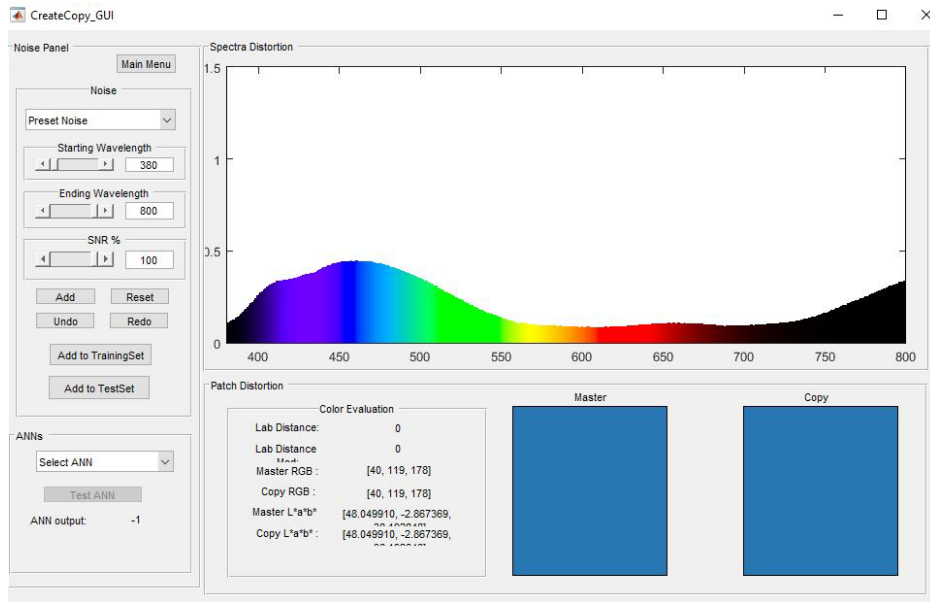 CreateCopy_GUI
Noise Panel
Main Menu
Noise
Preset Noise
Starting Wavelength
380
Ending Wavelength
800
SNR %
100
Add
Reset
Undo
Redo
Add to TrainingSet
Add to TestSet
ANNs
Select ANN
Test ANN
ANN output:
-1
Spectra Distortion
1.5
1
0.5
0
400
450
500
550
600
650
700
750
800
Patch Distortion
Color Evaluation
Lab Distance:
0
Lab Distance
0
Master RGB :
[40, 119, 178]
Copy RGB :
[40, 119, 178]
Master L*a*b*
[48.049910, -2.867369,
Copy L*a*b* :
[48.049910, -2.867369,
Master
Copy